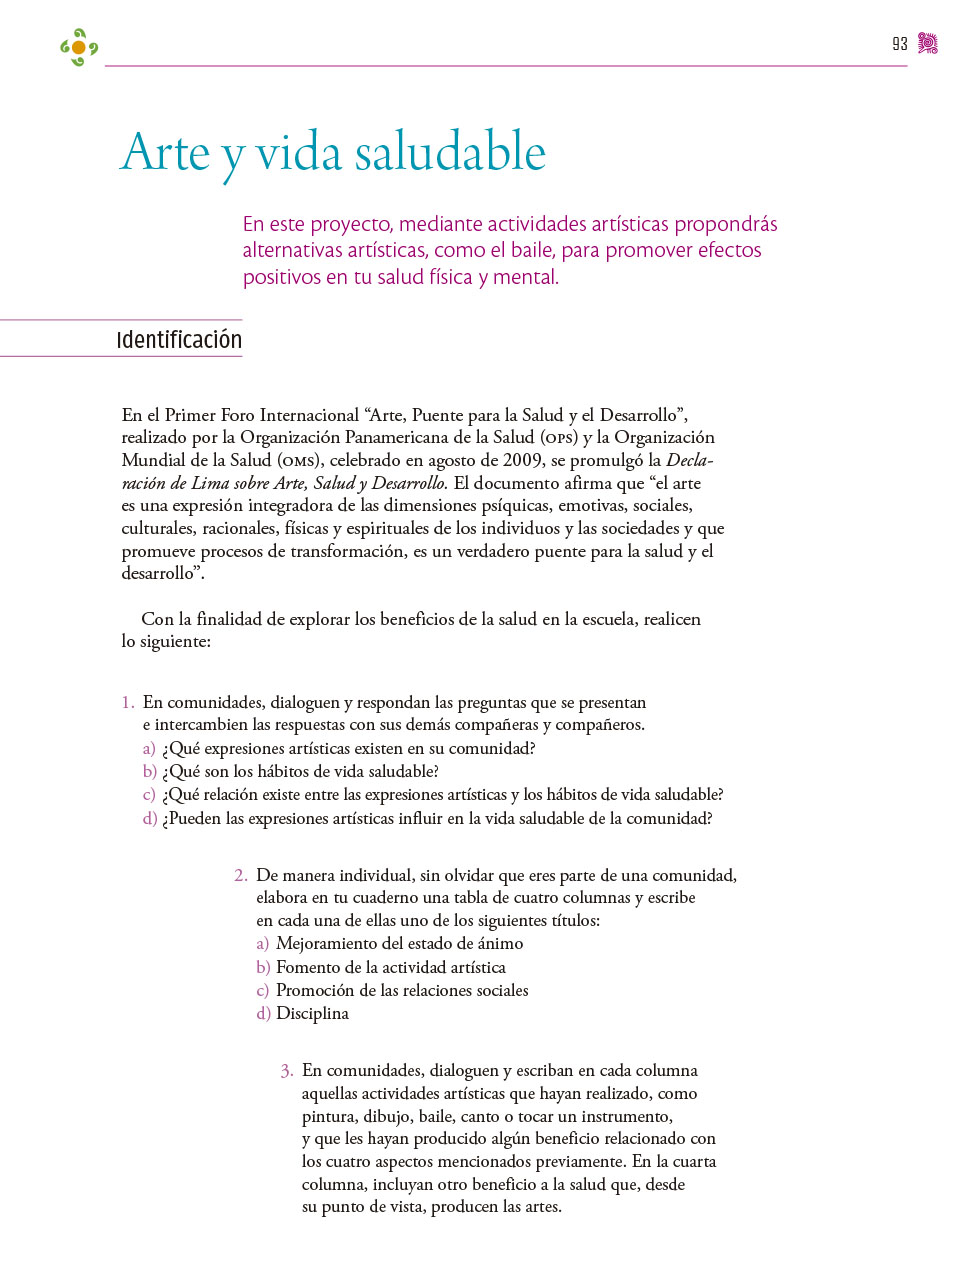 93
Arte y vida saludable
En este proyecto, mediante actividades artísticas propondrás
alternativas artísticas, como el baile, para promover efectos
positivos en tu salud física y mental.
Identificación
En el Primer Foro Internacional “Arte, Puente para la Salud y el Desarrollo”,
realizado por la Organización Panamericana de la Salud (OPS) y la Organización
Mundial de la Salud (OMS), celebrado en agosto de 2009, se promulgó la Decla-
ración de Lima sobre Arte, Salud y Desarrollo. El documento afirma que “el arte
es una expresión integradora de las dimensiones psíquicas, emotivas, sociales,
culturales, racionales, físicas y espirituales de los individuos y las sociedades y que
promueve procesos de transformación, es un verdadero puente para la salud y el
desarrollo”.
Con la finalidad de explorar los beneficios de la salud en la escuela, realicen
lo siguiente:
1. En comunidades, dialoguen y respondan las preguntas que se presentan
e intercambien las respuestas con sus demás compañeras y compañeros.
a) ¿Qué expresiones artísticas existen en su comunidad?
b) ¿Qué son los hábitos de vida saludable?
c) ¿Qué relación existe entre las expresiones artísticas y los hábitos de vida saludable?
d) ¿Pueden las expresiones artísticas influir en la vida saludable de la comunidad?
2. De manera individual, sin olvidar que eres parte de una comunidad,
elabora en tu cuaderno una tabla de cuatro columnas y escribe
en cada una de ellas uno de los siguientes títulos:
a) Mejoramiento del estado de ánimo
b) Fomento de la actividad artística
c) Promoción de las relaciones sociales
d) Disciplina
3. En comunidades, dialoguen y escriban en cada columna
aquellas actividades artísticas que hayan realizado, como
pintura, dibujo, baile, canto o tocar un instrumento,
y que les hayan producido algún beneficio relacionado con
los cuatro aspectos mencionados previamente. En la cuarta
columna, incluyan otro beneficio a la salud que, desde
su punto de vista, producen las artes.